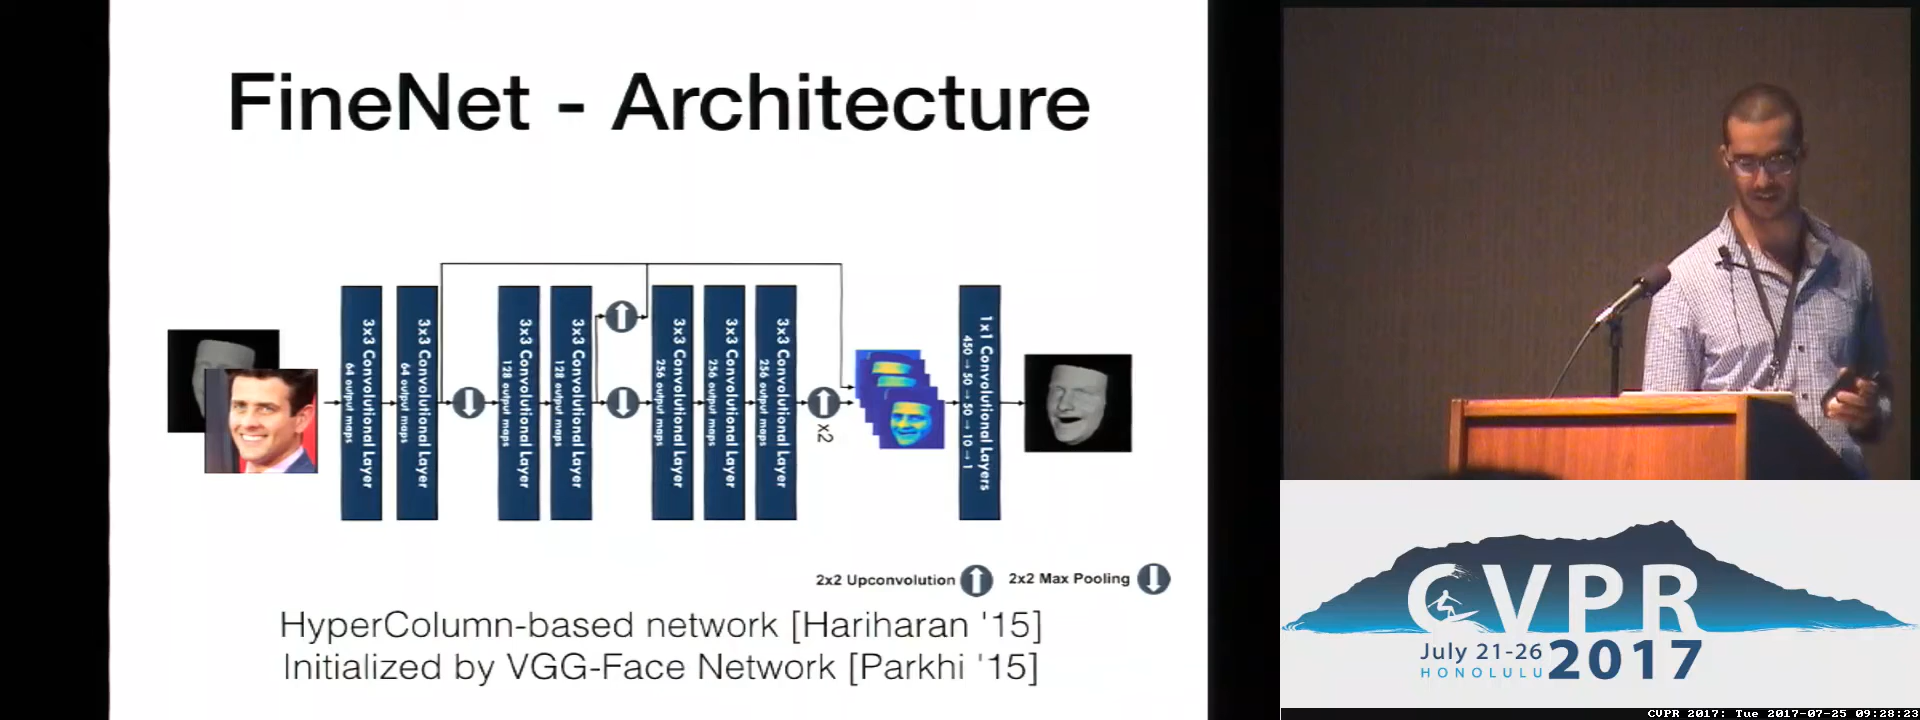 FineNet - Architecture
3x3 Convolutional Layer
64 output maps
3x3 Convolutional Layer
64 output maps
3x3 Convolutional Layer
128 output maps
3x3 Convolutional Layer
128 output maps
3x3 Convolutional Layer
256 output maps
3x3 Convolutional Layer
256 output maps
3x3 Convolutional Layer
256 output maps
x2
1x1 Convolutional Layers
450 → 50 → 50 → 10 → 1
2x2 Upconvolution
2x2 Max Pooling
HyperColumn-based network [Hariharan '15]
Initialized by VGG-Face Network [Parkhi '15]
CVPR
July 21-26
HONOLULU
2017
CVPR 2017: Tue 2017-07-25 09:28:23